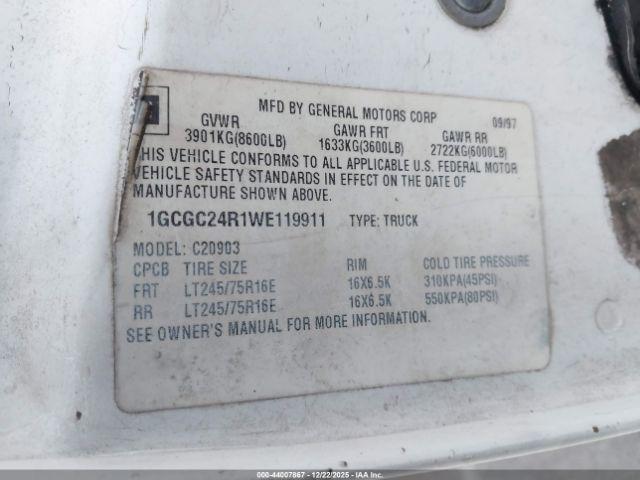 MFD BY GENERAL MOTORS CORP 09/97
GVWR GAWR FRT GAWR RR
3901KG(8600LB) 1633KG(3600LB) 2722KG(6000LB)
THIS VEHICLE CONFORMS TO ALL APPLICABLE U.S. FEDERAL MOTOR
VEHICLE SAFETY STANDARDS IN EFFECT ON THE DATE OF
MANUFACTURE SHOWN ABOVE.
1GCGC24R1WE119911 TYPE: TRUCK
MODEL: C20903
CPCB TIRE SIZE RIM COLD TIRE PRESSURE
FRT LT245/75R16E 16X6.5K 310KPA(45PSI)
RR LT245/75R16E 16X6.5K 550KPA(80PSI)
SEE OWNER'S MANUAL FOR MORE INFORMATION.
000-44007867 - 12/22/2025 - IAAI.com